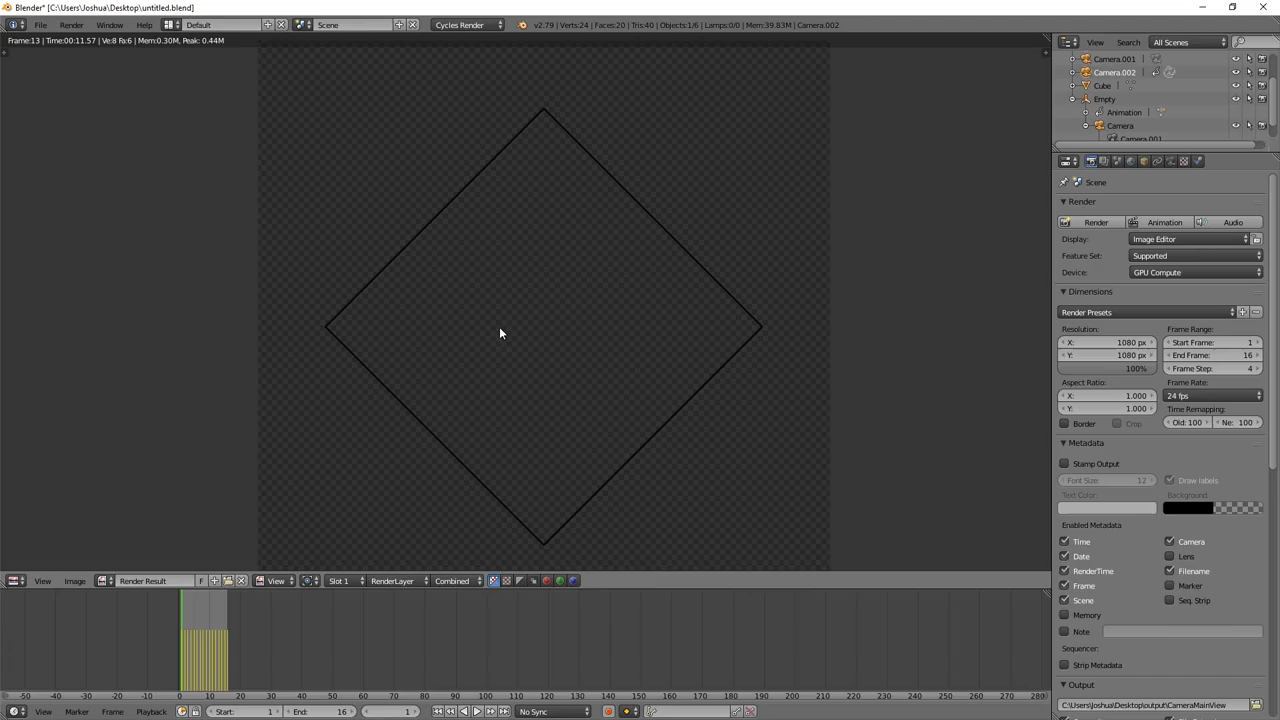 Blender* [C:\Users\Joshua\Desktop\untitled.blend]
File Render Window Help Default Scene Cycles Render v2.79 | Verts:24 | Faces:20 | Tris:40 | Objects:1/6 | Lamps:0/0 | Mem:39.83M | Camera.002
Frame:13 | Time:00:11.57 | Ve:8 Fa:6 | Mem:0.30M, Peak: 0.44M
View Search All Scenes
Camera.001
Camera.002
Cube
Empty
Animation
Camera
Camera.001
Scene
Render
Render Animation Audio
Display: Image Editor
Feature Set: Supported
Device: GPU Compute
Dimensions
Render Presets
Resolution: Frame Range:
X: 1080 px Start Frame: 1
Y: 1080 px End Frame: 16
100% Frame Step: 4
Aspect Ratio: Frame Rate:
X: 1.000 24 fps
Y: 1.000 Time Remapping:
Border Crop Old: 100 Ne: 100
Metadata
Stamp Output
Font Size: 12 Draw labels
Text Color: Background:
Enabled Metadata
Time Camera
Date Lens
RenderTime Filename
Frame Marker
Scene Seq. Strip
Memory
Note
Sequencer:
Strip Metadata
Output
C:\Users\Joshua\Desktop\output\CameraMainView
View Image Render Result F View Slot 1 RenderLayer Combined
-50 -40 -30 -20 -10 0 10 20 30 40 50 60 70 80 90 100 110 120 130 140 150 160 170 180 190 200 210 220 230 240 250 260 270 280
View Marker Frame Playback Start: 1 End: 16 1 No Sync